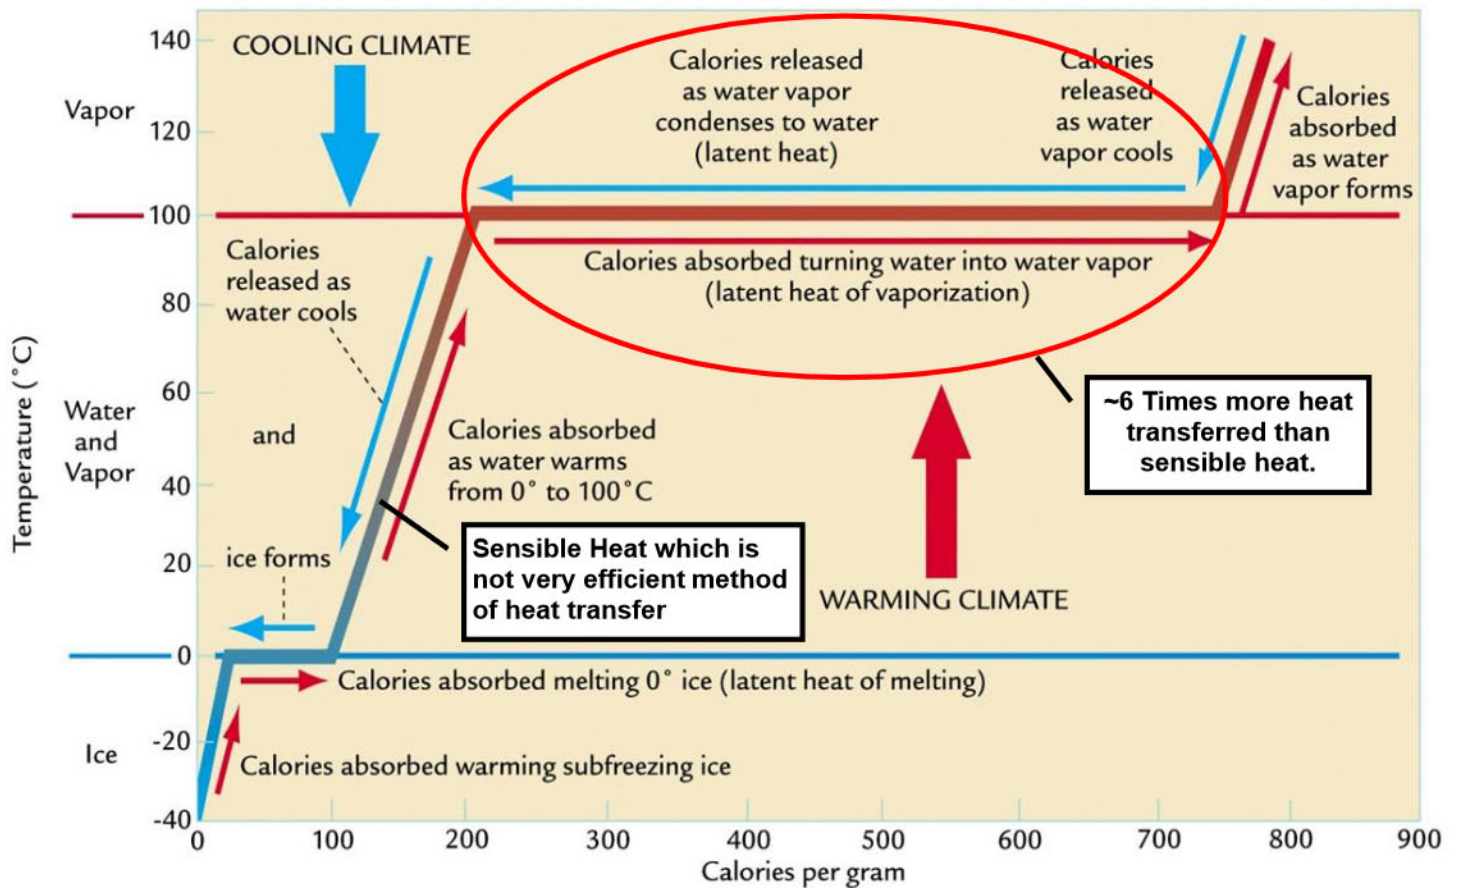 140
COOLING CLIMATE
Vapor
120
100
80
60
40
20
0
-20
-40
Temperature (˚C)
Water
and
Vapor
Ice
Calories released
as water vapor
condenses to water
(latent heat)
Calories
released
as water
vapor cools
Calories
absorbed
as water
vapor forms
Calories
released as
water cools
Calories absorbed turning water into water vapor
(latent heat of vaporization)
~6 Times more heat
transferred than
sensible heat.
and
Calories absorbed
as water warms
from 0˚ to 100˚C
ice forms
Sensible Heat which is
not very efficient method
of heat transfer
WARMING CLIMATE
Calories absorbed melting 0˚ ice (latent heat of melting)
Calories absorbed warming subfreezing ice
0
100
200
300
400
500
600
700
800
900
Calories per gram